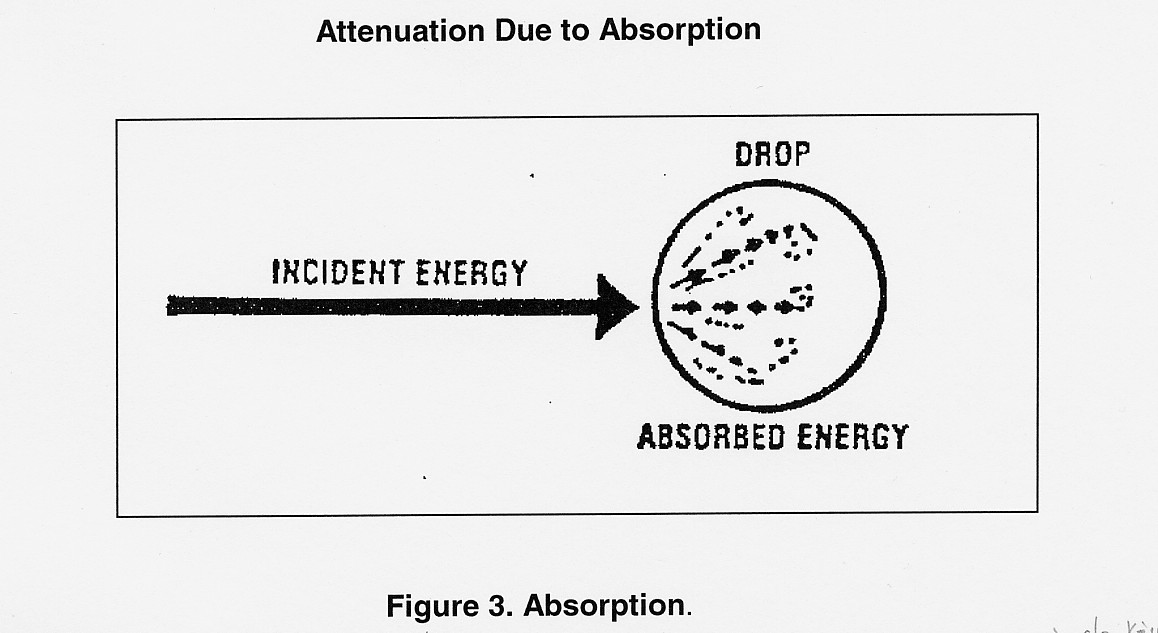 Attenuation Due to Absorption
DROP
INCIDENT ENERGY
ABSORBED ENERGY
Figure 3. Absorption.